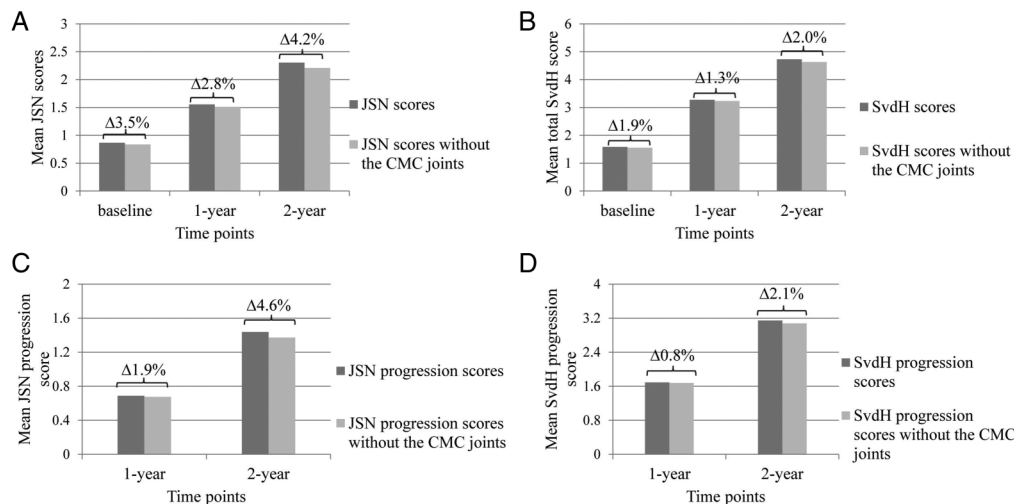 A
Mean JSN scores
3
2.5
2
1.5
1
0.5
0
Δ3.5%
Δ2.8%
Δ4.2%
baseline
1-year
2-year
Time points
JSN scores
JSN scores without
the CMC joints
B
Mean total SvdH score
7
6
5
4
3
2
1
0
Δ1.9%
Δ1.3%
Δ2.0%
baseline
1-year
2-year
Time points
SvdH scores
SvdH scores without
the CMC joints
C
Mean JSN progression
score
2
1.6
1.2
0.8
0.4
0
Δ1.9%
Δ4.6%
1-year
2-year
Time points
JSN progression scores
JSN progression scores
without the CMC joints
D
Mean SvdH progression
score
4
3.2
2.4
1.6
0.8
0
Δ0.8%
Δ2.1%
1-year
2-year
Time points
SvdH progression
scores
SvdH progression
scores without the CMC
joints